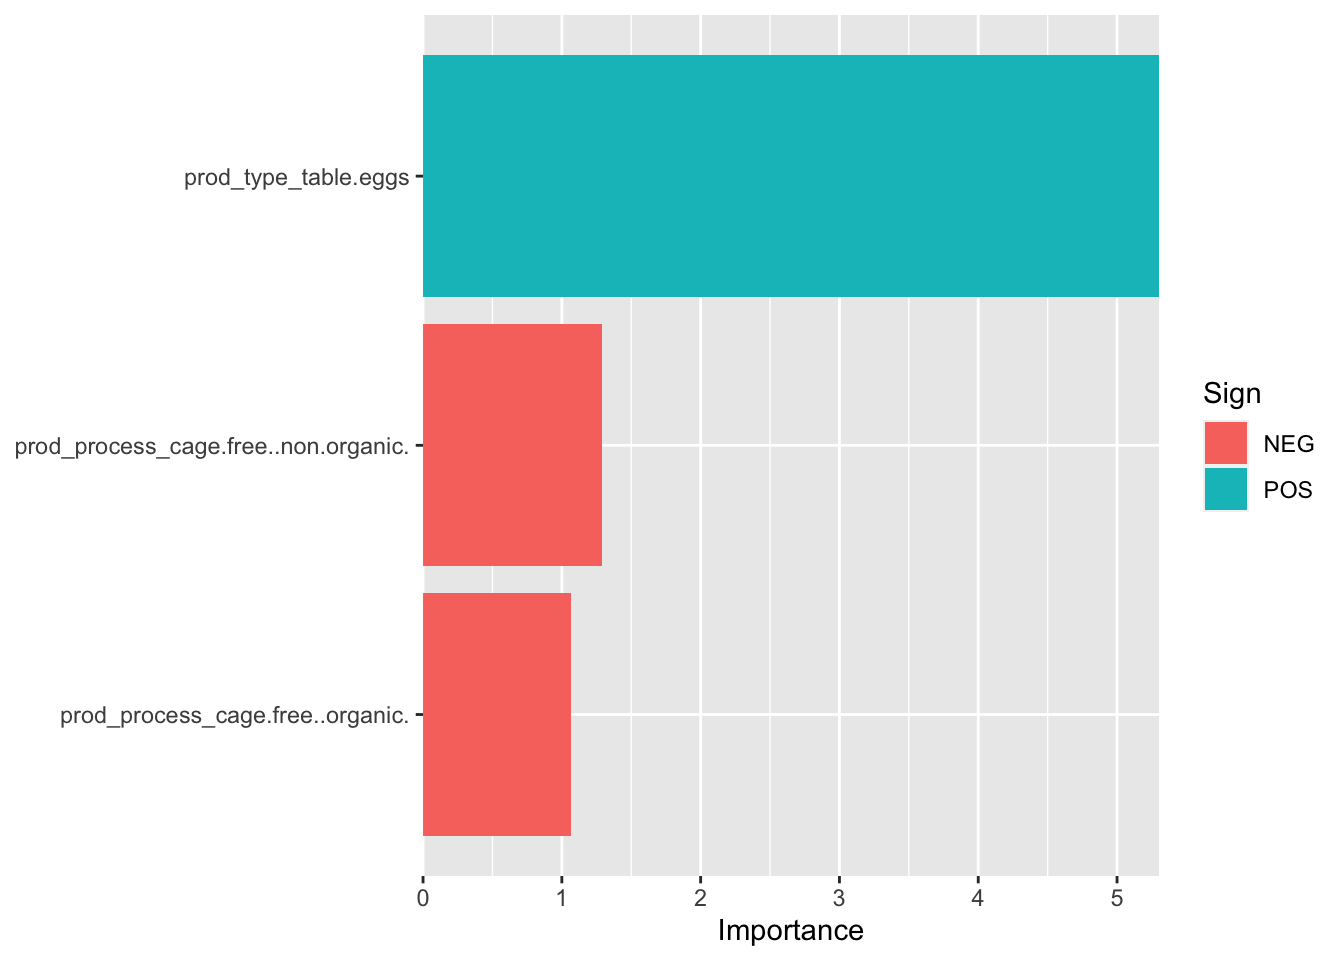 prod_type_table.eggs
prod_process_cage.free..non.organic.
prod_process_cage.free..organic.
0 1 2 3 4 5
Importance
Sign
NEG
POS